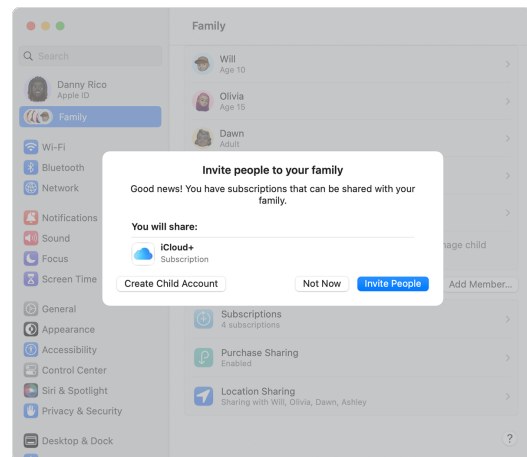 Family
Search
Danny Rico
Apple ID
Family
Wi-Fi
Bluetooth
Network
Notifications
Sound
Focus
Screen Time
General
Appearance
Accessibility
Control Center
Siri & Spotlight
Privacy & Security
Desktop & Dock
Will
Age 10
Olivia
Age 15
Dawn
Adult
Invite people to your family
Good news! You have subscriptions that can be shared with your
family.
You will share:
iCloud+
Subscription
Create Child Account
Not Now
Invite People
nage child
Add Member...
Subscriptions
4 subscriptions
Purchase Sharing
Enabled
Location Sharing
Sharing with Will, Olivia, Dawn, Ashley
?